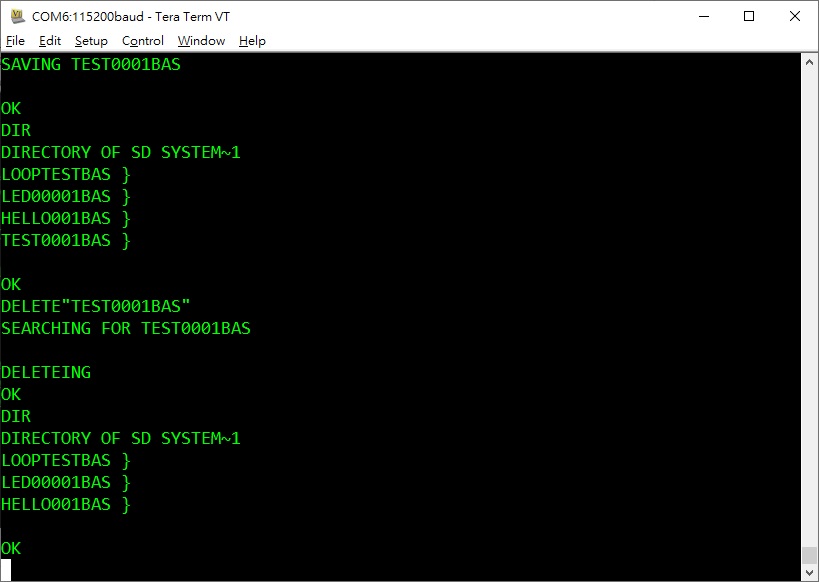 COM6:115200baud - Tera Term VT
File Edit Setup Control Window Help
SAVING TEST0001BAS
OK
DIR
DIRECTORY OF SD SYSTEM~1
LOOPTESTBAS }
LED00001BAS }
HELLO001BAS }
TEST0001BAS }
OK
DELETE"TEST0001BAS"
SEARCHING FOR TEST0001BAS
DELETEING
OK
DIR
DIRECTORY OF SD SYSTEM~1
LOOPTESTBAS }
LED00001BAS }
HELLO001BAS }
OK